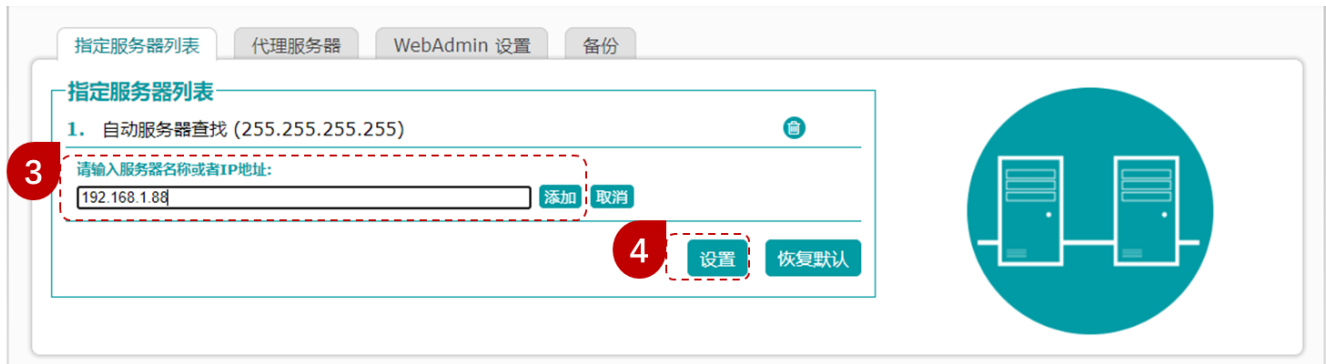 指定服务器列表 代理服务器 WebAdmin 设置 备份
指定服务器列表
1. 自动服务器查找 (255.255.255.255)
3
请输入服务器名称或者IP地址:
192.168.1.88 添加 取消
4 设置 恢复默认